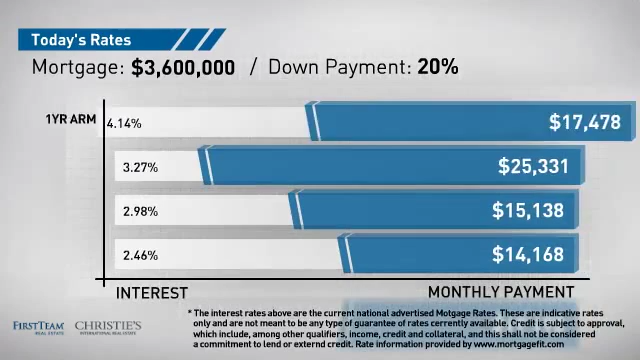 Today's Rates
Mortgage: $3,600,000 / Down Payment: 20%
1YR ARM 4.14% $17,478
3.27% $25,331
2.98% $15,138
2.46% $14,168
INTEREST MONTHLY PAYMENT
* The interest rates above are the current national advertised Motgage Rates. These are indicative rates
only and are not meant to be any type of guarantee of rates cerrently available. Credit is subject to approval,
which include, among other qualifiers, income, credit and collateral, and this shall not be considered
a commitment to lend or externd credit. Rate information provided by www.mortgagefit.com
FIRSTTEAM CHRISTIE'S
REAL ESTATE INTERNATIONAL REAL ESTATE